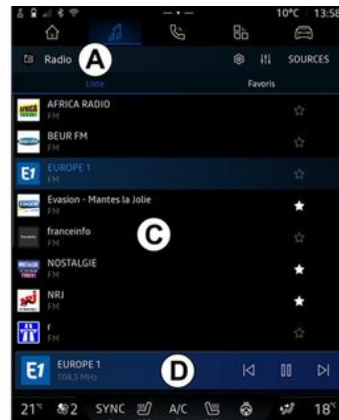 10°C 13:58
Radio A SOURCES
Liste Favoris
AFRICA RADIO
FM
BEUR FM
FM
E1 EUROPE 1
FM
Evasion - Mantes la Jolie
FM
franceinfo
FM
C
NOSTALGIE
FM
NRJ
FM
r
FM
E1 EUROPE 1
104,5 MHz
D
21° 2 SYNC A/C 18°